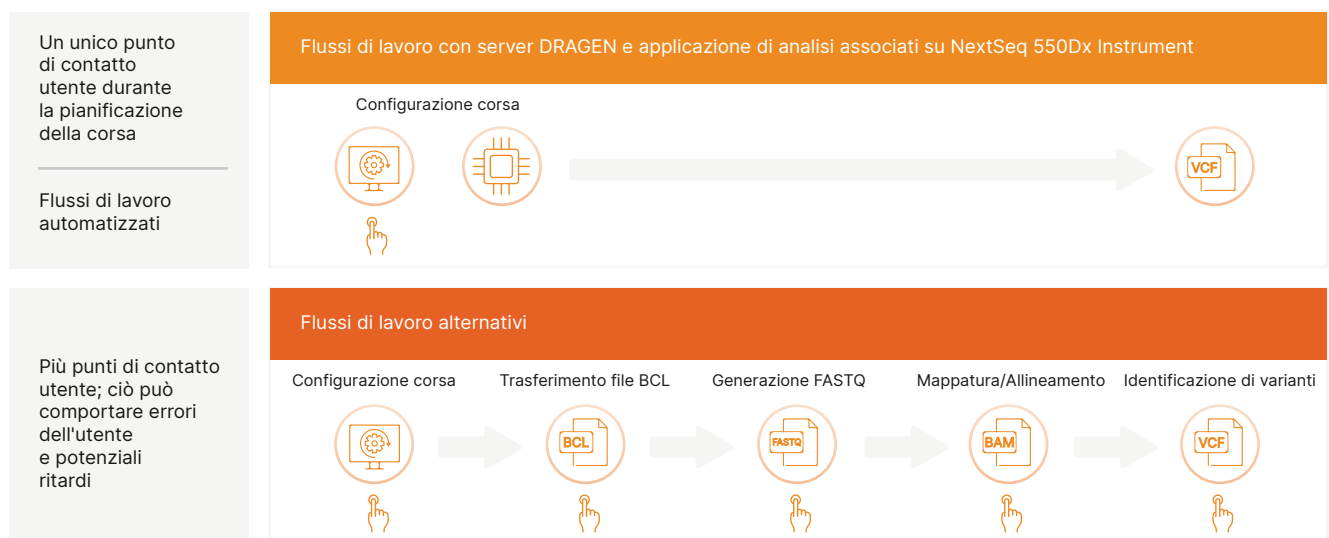 Un unico punto
di contatto
utente durante
la pianificazione
della corsa
Flussi di lavoro
automatizzati
Flussi di lavoro con server DRAGEN e applicazione di analisi associati su NextSeq 550Dx Instrument
Configurazione corsa
VCF
Più punti di contatto
utente; ciò può
comportare errori
dell'utente
e potenziali
ritardi
Flussi di lavoro alternativi
Configurazione corsa
Trasferimento file BCL
Generazione FASTQ
Mappatura/Allineamento
Identificazione di varianti
BCL
FASTQ
BAM
VCF